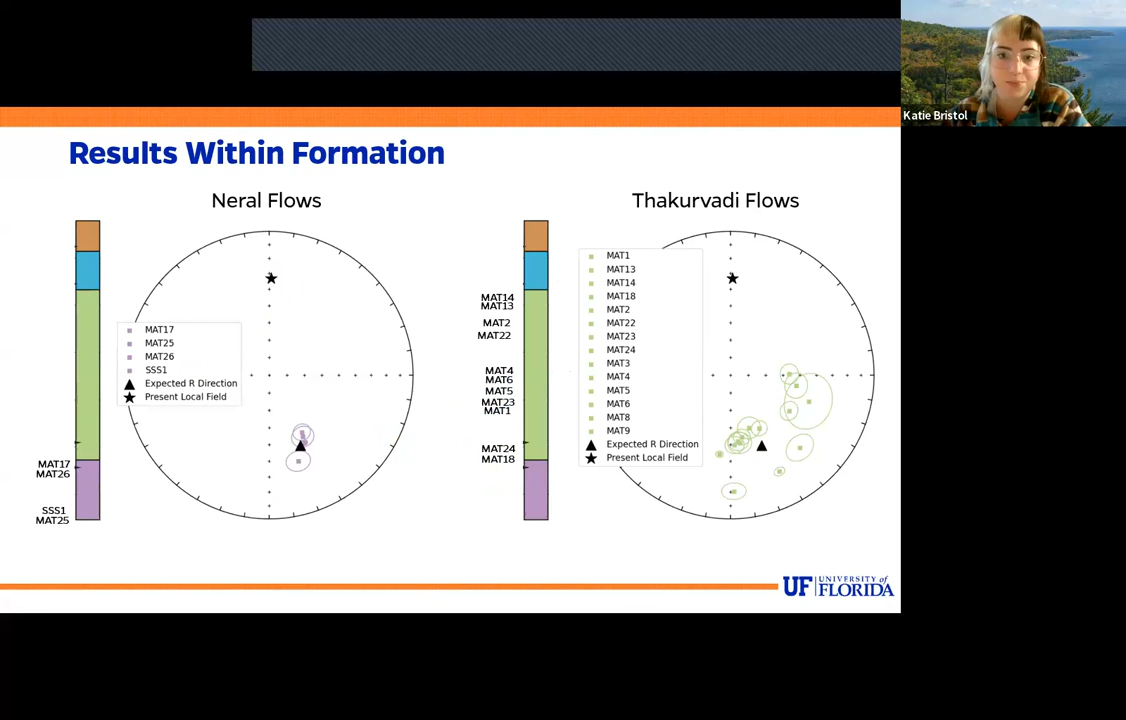 Katie Bristol
Results Within Formation
Neral Flows
Thakurvadi Flows
MAT17
MAT25
MAT26
SSS1
Expected R Direction
Present Local Field
MAT17
MAT26
SSS1
MAT25
MAT14
MAT13
MAT2
MAT22
MAT4
MAT6
MAT5
MAT23
MAT1
MAT24
MAT18
MAT1
MAT13
MAT14
MAT18
MAT2
MAT22
MAT23
MAT24
MAT3
MAT4
MAT5
MAT6
MAT8
MAT9
Expected R Direction
Present Local Field
UF UNIVERSITY of
FLORIDA